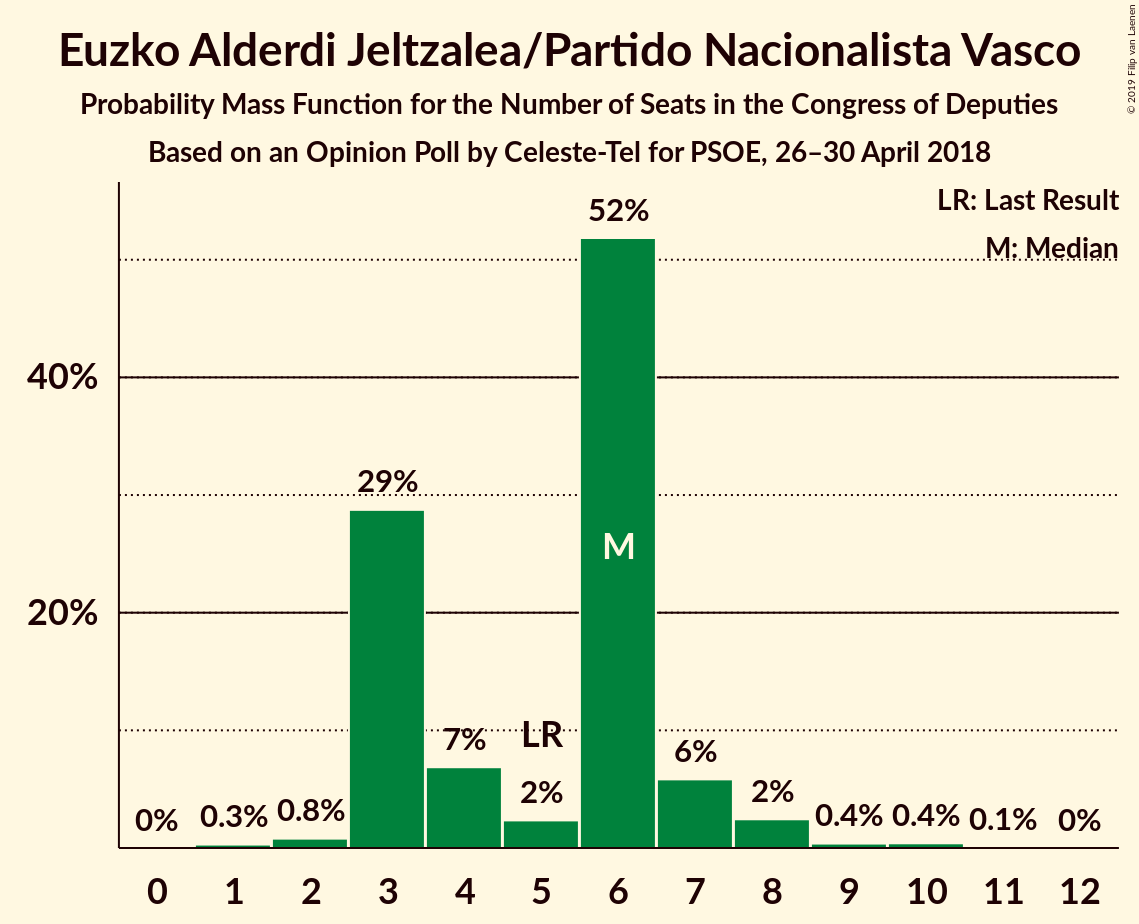 Euzko Alderdi Jeltzalea/Partido Nacionalista Vasco
Probability Mass Function for the Number of Seats in the Congress of Deputies
Based on an Opinion Poll by Celeste-Tel for PSOE, 26–30 April 2018
© 2019 Filip van Laenen
LR: Last Result
M: Median
52%
40%
29%
M
20%
LR
7%
6%
2%
2%
0%
0.3%
0.8%
0.4%
0.4%
0.1%
0%
0 1 2 3 4 5 6 7 8 9 10 11 12